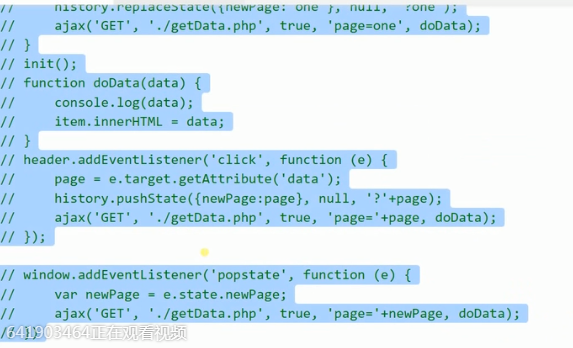 //     history.replaceState({newPage: 'one'}, null, '?one');
//     ajax('GET', './getData.php', true, 'page=one', doData);
// }
// init();
// function doData(data) {
//     console.log(data);
//     item.innerHTML = data;
// }
// header.addEventListener('click', function (e) {
//     page = e.target.getAttribute('data');
//     history.pushState({newPage:page}, null, '?'+page);
//     ajax('GET', './getData.php', true, 'page='+page, doData);
// });
// window.addEventListener('popstate', function (e) {
//     var newPage = e.state.newPage;
//     ajax('GET', './getData.php', true, 'page='+newPage, doData);
// })
641903464正在观看视频